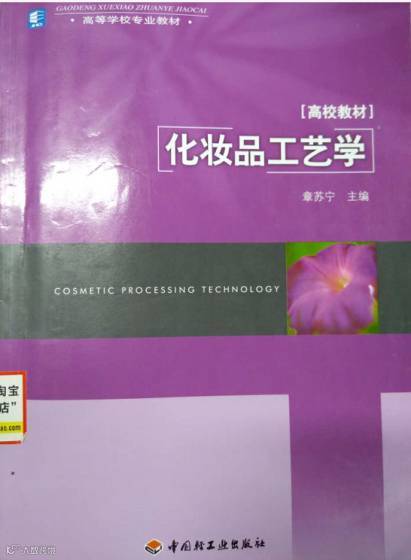 GAODENG XUEXIAO ZHUANYE JIAOCAI
·高等学校专业教材·
[高校教材]
化妆品工艺学
章苏宁 主编
COSMETIC PROCESSING TECHNOLOGY
淘宝
店”
ao.com
中国轻工业出版社